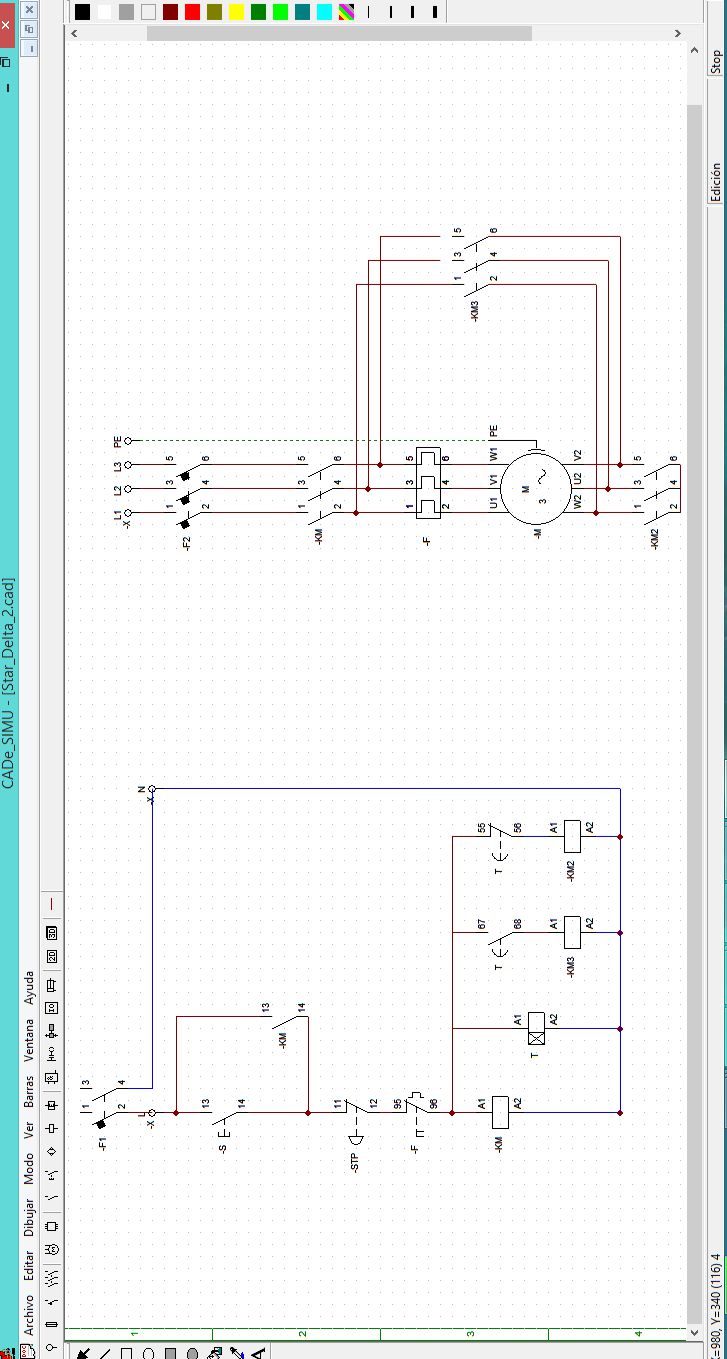 CADe_SIMU - [Star_Delta_2.cad]
Archivo Editar Dibujar Modo Ver Barras Ventana Ayuda
1
2
3
4
-F1
1 3
2 4
L
-X
N
-X
-S
13
14
-KM
13
14
-STP
11
12
-F
95
96
-KM
A1
A2
T
A1
A2
T
67
68
-KM3
A1
A2
T
55
56
-KM2
A1
A2
L1 L2 L3 PE
-X
-F2
1 3 5
2 4 6
-KM
1 3 5
2 4 6
-F
1 3 5
2 4 6
U1 V1 W1 PE
-M
M
3
W2 U2 V2
-KM2
1 3 5
2 4 6
-KM3
1 3 5
2 4 6
=980, Y=340 (116) 4
Edición
Stop